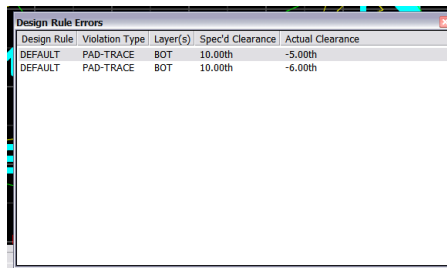 Design Rule Errors
Design Rule Violation Type Layer(s) Spec'd Clearance Actual Clearance
DEFAULT PAD-TRACE BOT 10.00th -5.00th
DEFAULT PAD-TRACE BOT 10.00th -6.00th